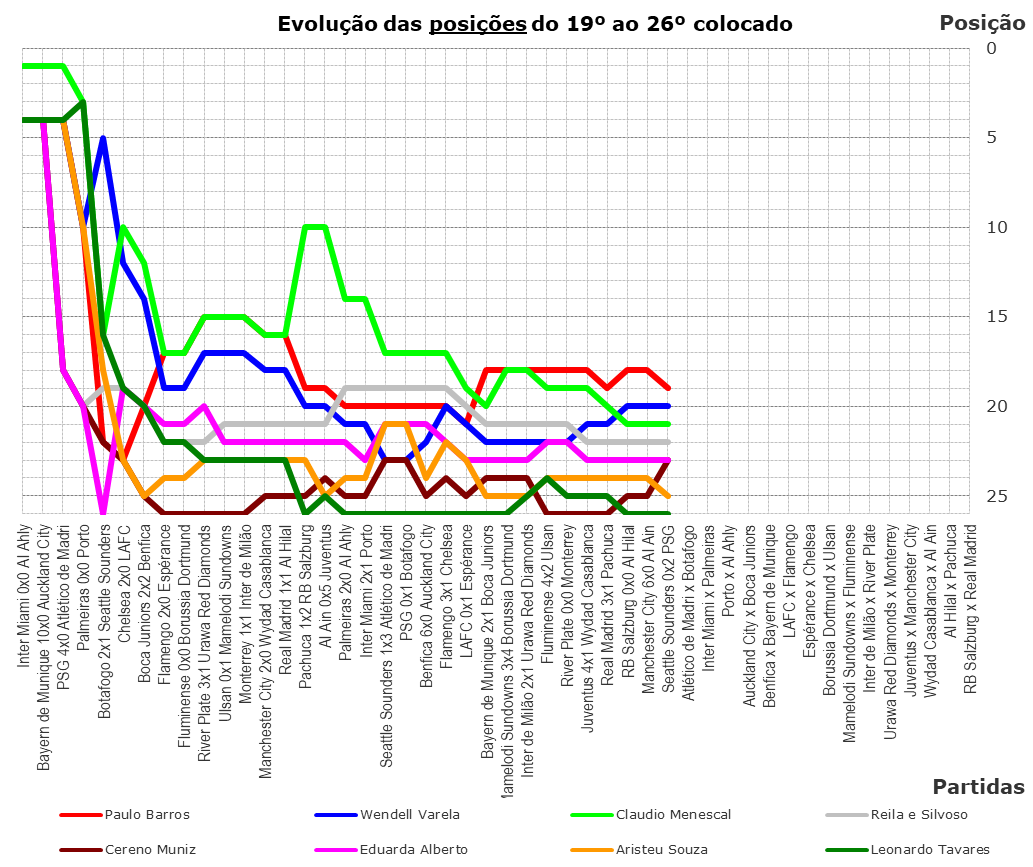 Evolução das posições do 19º ao 26º colocado
Posição
0
5
10
15
20
25
Inter Miami 0x0 Al Ahly
Bayern de Munique 10x0 Auckland City
PSG 4x0 Atlético de Madri
Palmeiras 0x0 Porto
Botafogo 2x1 Seattle Sounders
Chelsea 2x0 LAFC
Boca Juniors 2x2 Benfica
Flamengo 2x0 Espérance
Fluminense 0x0 Borussia Dortmund
River Plate 3x1 Urawa Red Diamonds
Ulsan 0x1 Mamelodi Sundowns
Monterrey 1x1 Inter de Milão
Manchester City 2x0 Wydad Casablanca
Real Madrid 1x1 Al Hilal
Pachuca 1x2 RB Salzburg
Al Ain 0x5 Juventus
Palmeiras 2x0 Al Ahly
Inter Miami 2x1 Porto
Seattle Sounders 1x3 Atlético de Madri
PSG 0x1 Botafogo
Benfica 6x0 Auckland City
Flamengo 3x1 Chelsea
LAFC 0x1 Espérance
Bayern de Munique 2x1 Boca Juniors
Mamelodi Sundowns 3x4 Borussia Dortmund
Inter de Milão 2x1 Urawa Red Diamonds
Fluminense 4x2 Ulsan
River Plate 0x0 Monterrey
Juventus 4x1 Wydad Casablanca
Real Madrid 3x1 Pachuca
RB Salzburg 0x0 Al Hilal
Manchester City 6x0 Al Ain
Seattle Sounders 0x2 PSG
Atlético de Madri x Botafogo
Inter Miami x Palmeiras
Porto x Al Ahly
Auckland City x Boca Juniors
Benfica x Bayern de Munique
LAFC x Flamengo
Espérance x Chelsea
Borussia Dortmund x Ulsan
Mamelodi Sundowns x Fluminense
Inter de Milão x River Plate
Urawa Red Diamonds x Monterrey
Juventus x Manchester City
Wydad Casablanca x Al Ain
Al Hilal x Pachuca
RB Salzburg x Real Madrid
Partidas
Paulo Barros
Wendell Varela
Claudio Menescal
Reila e Silvoso
Cereno Muniz
Eduarda Alberto
Aristeu Souza
Leonardo Tavares